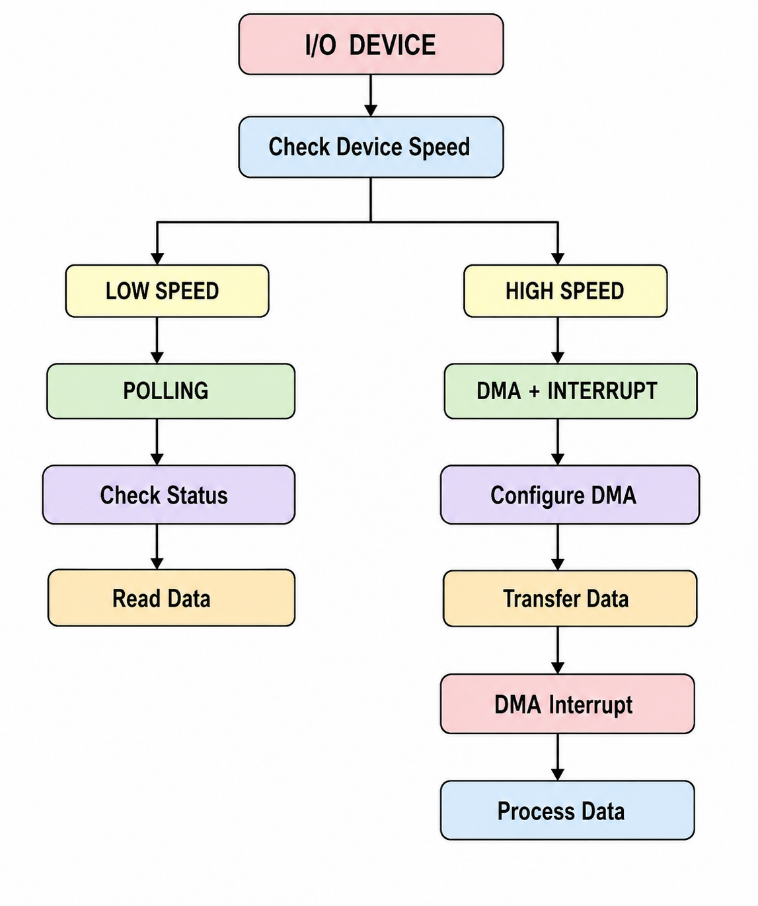 I/O DEVICE
Check Device Speed
LOW SPEED
HIGH SPEED
POLLING
DMA + INTERRUPT
Check Status
Configure DMA
Read Data
Transfer Data
DMA Interrupt
Process Data